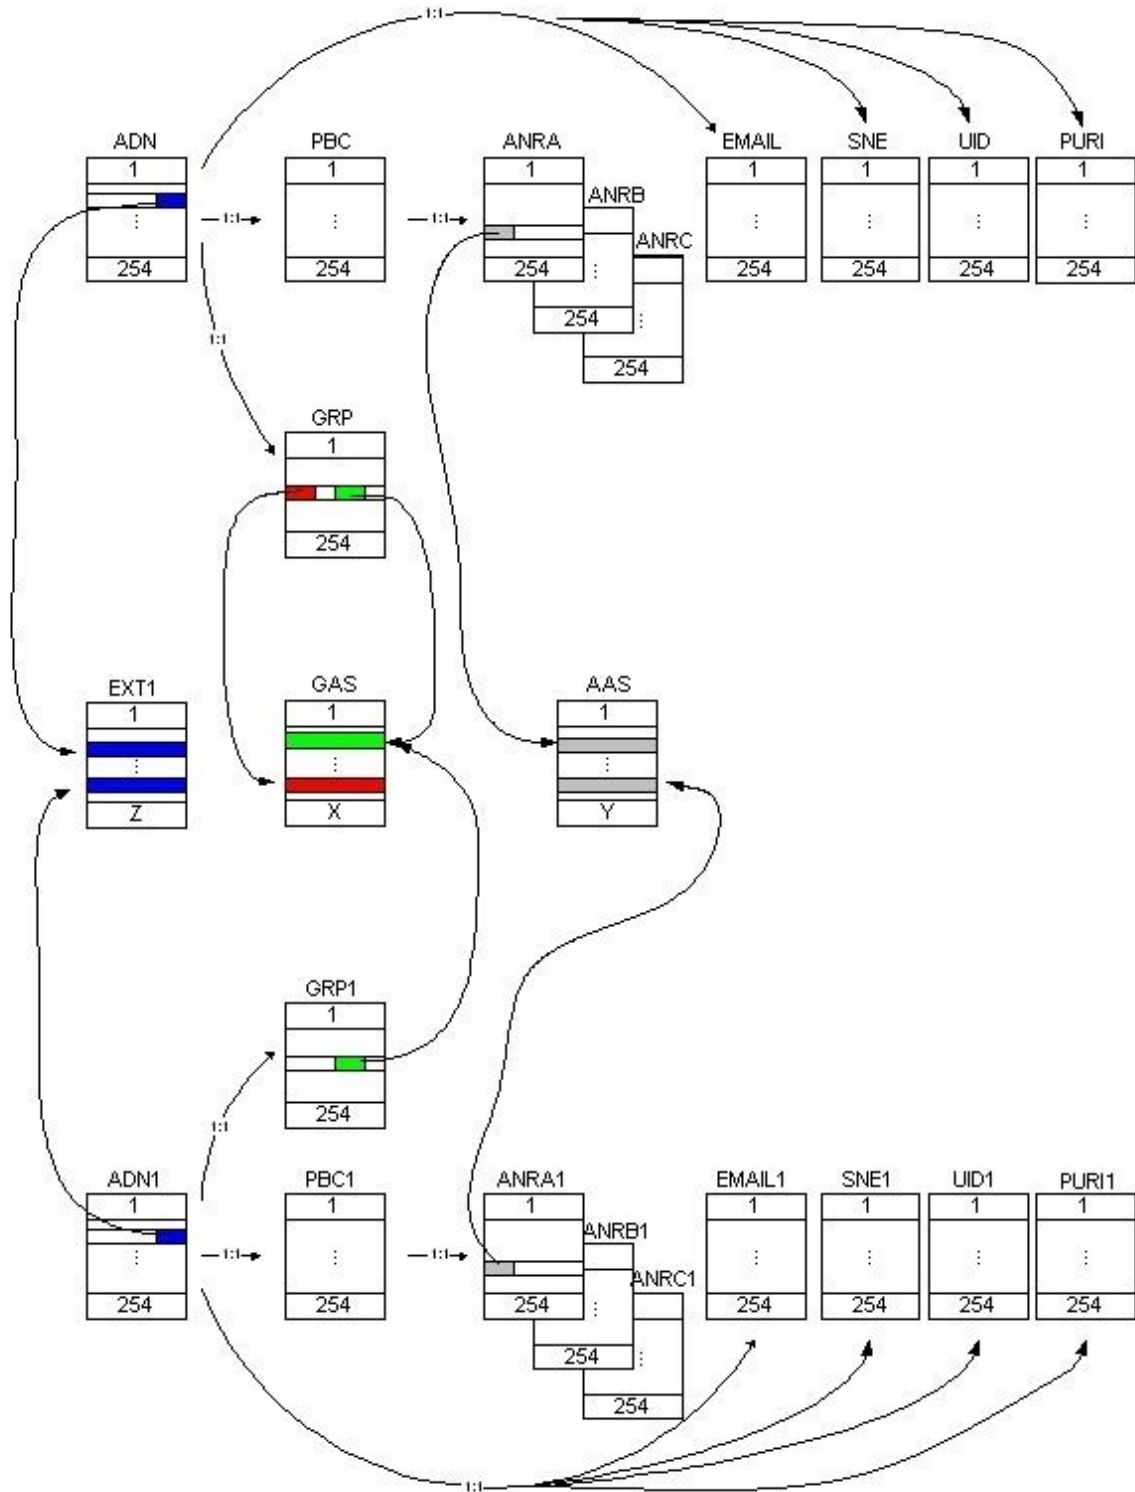 1:1
ADN PBC ANRA EMAIL SNE UID PURI
1 1 1 1 1 1 1
ANRB
1:1 1:1
⋮ ⋮ ⋮ ⋮ ⋮ ⋮
ANRC
254 254 254 ⋮ 254 254 254 254
254 ⋮
1:1
254
GRP
1
254
EXT1 GAS AAS
1 1 1
⋮ ⋮ ⋮
Z X Y
GRP1
1
254
1:1
ADN1 PBC1 ANRA1 EMAIL1 SNE1 UID1 PURI1
1 1 1 1 1 1 1
ANRB1
1:1 1:1
⋮ ⋮ ⋮ ⋮ ⋮ ⋮
ANRC1
254 254 254 ⋮ 254 254 254 254
254 ⋮
254
1:1